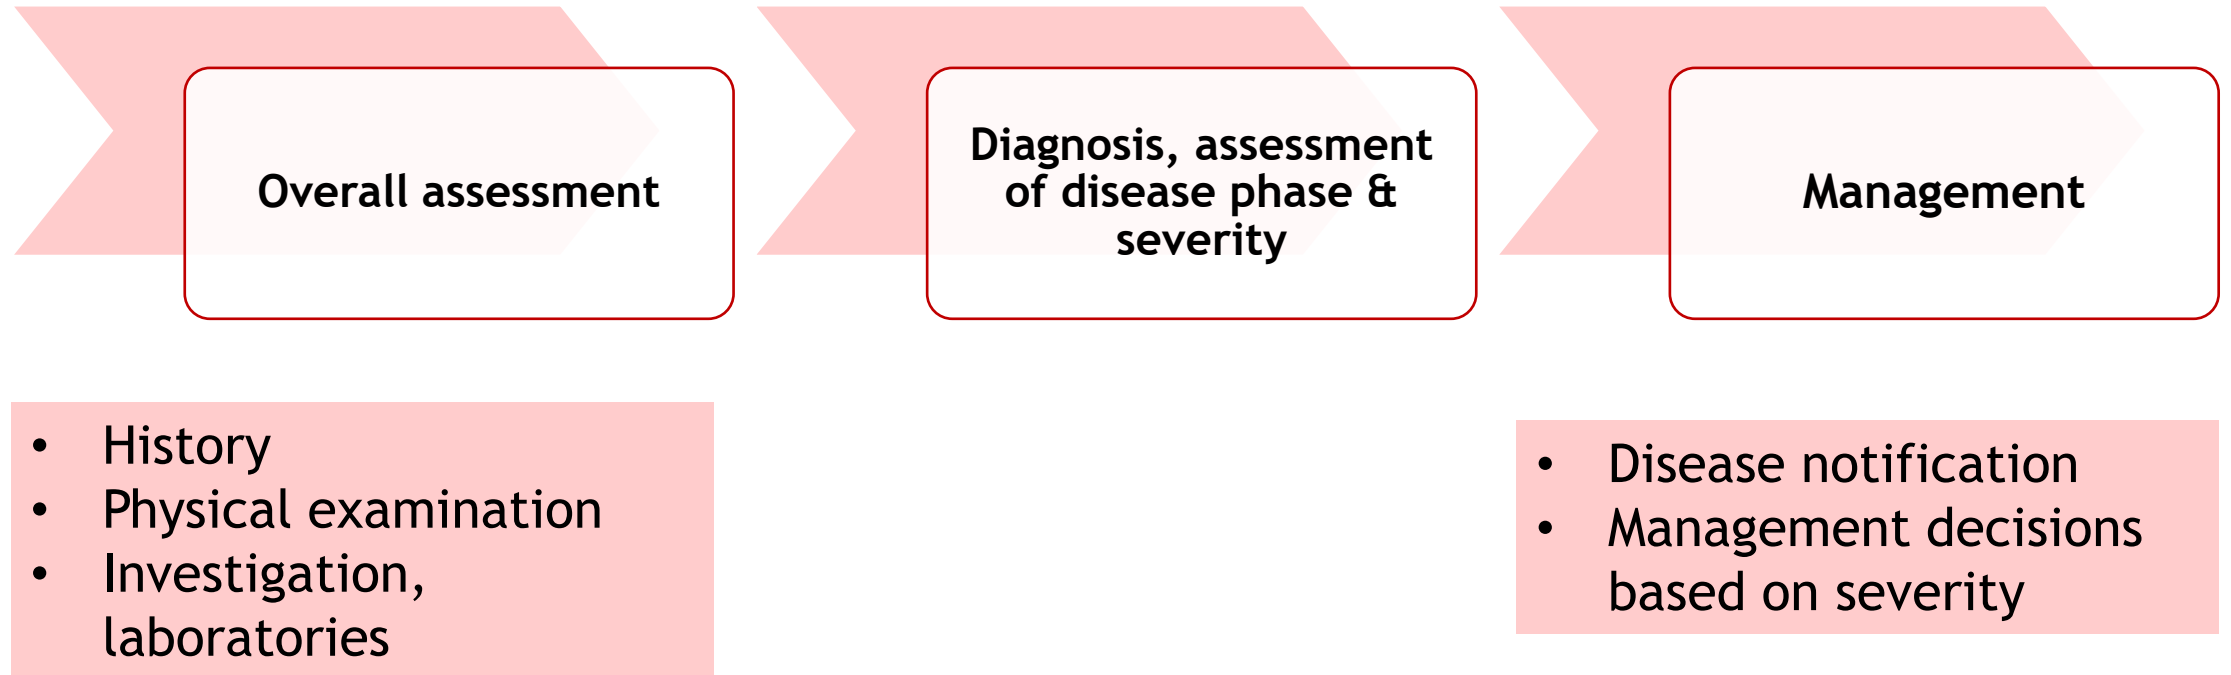 Overall assessment
Diagnosis, assessment
of disease phase &
severity
Management
• History
• Physical examination
• Investigation,
laboratories
• Disease notification
• Management decisions
based on severity